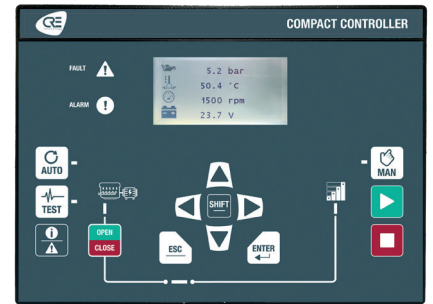 CRE
COMPACT CONTROLLER
FAULT
5.2 bar
50.4 °C
ALARM
1500 rpm
23.7 V
AUTO
MAN
TEST
SHIFT
OPEN
CLOSE
ESC
ENTER